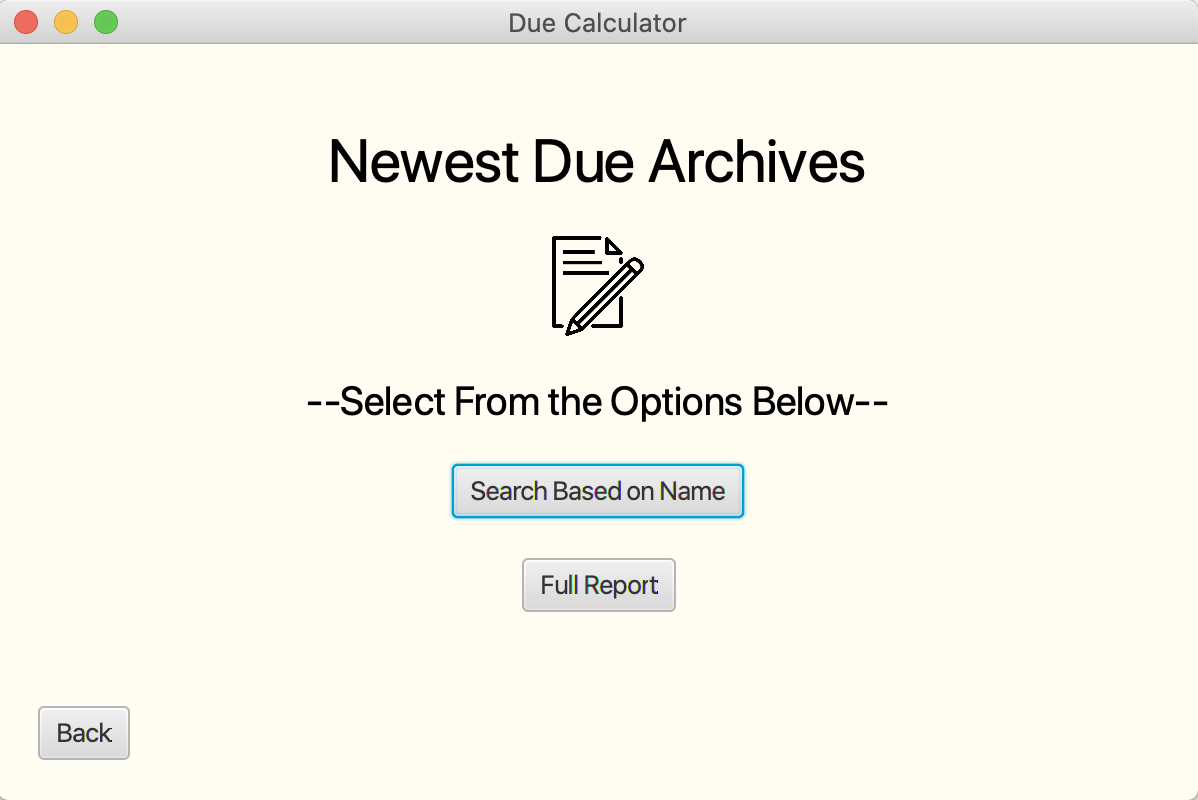 Due Calculator
Newest Due Archives
--Select From the Options Below--
Search Based on Name
Full Report
Back